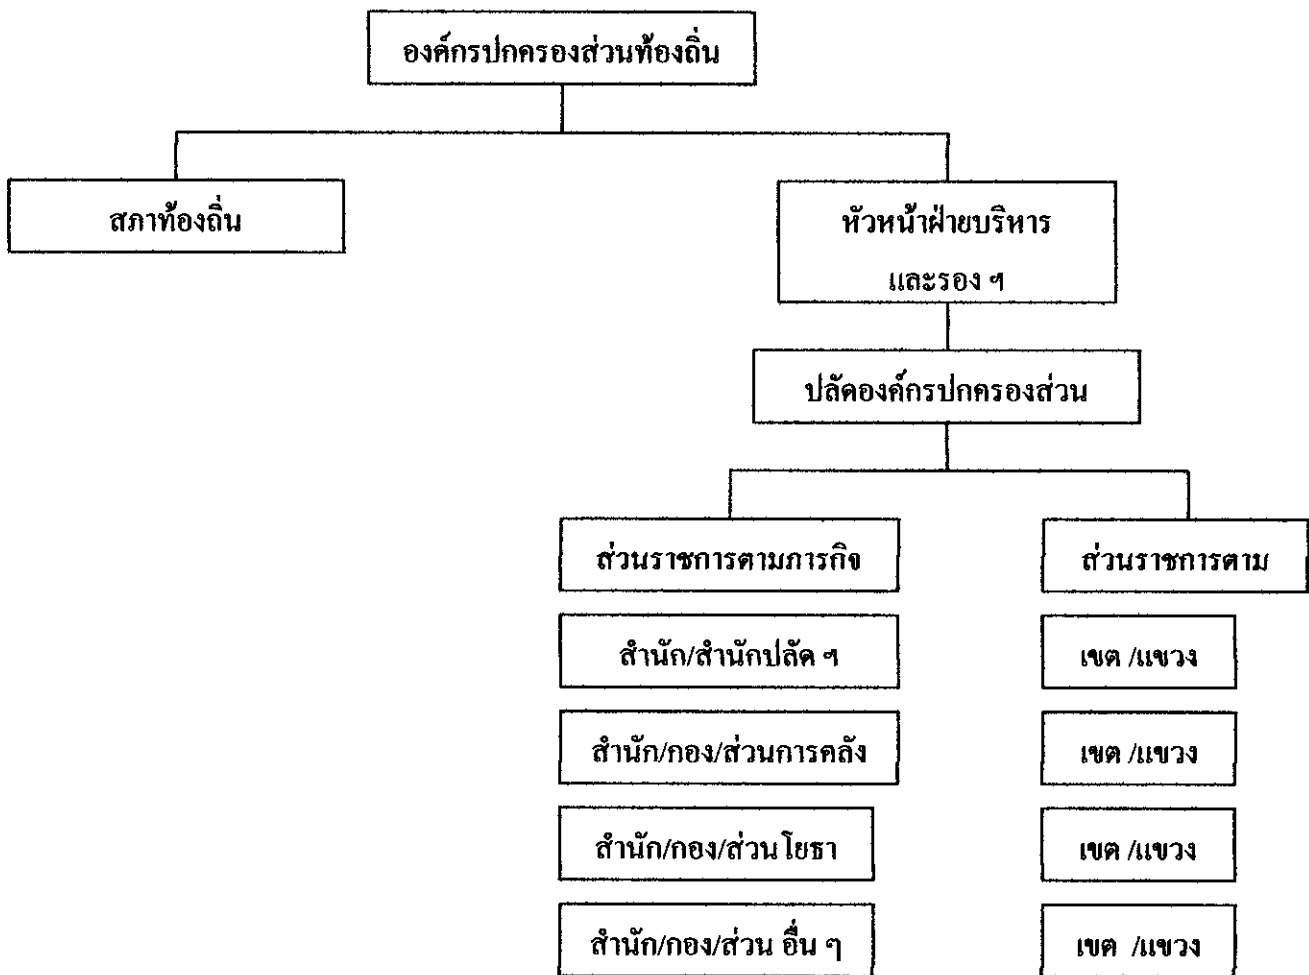 องค์กรปกครองส่วนท้องถิ่น
สภาท้องถิ่น
หัวหน้าฝ่ายบริหาร
และรอง ฯ
ปลัดองค์กรปกครองส่วน
ส่วนราชการตามภารกิจ
ส่วนราชการตาม
สำนัก/สำนักปลัด ฯ
เขต /แขวง
สำนัก/กอง/ส่วนการคลัง
เขต /แขวง
สำนัก/กอง/ส่วนโยธา
เขต /แขวง
สำนัก/กอง/ส่วน อื่น ๆ
เขต /แขวง